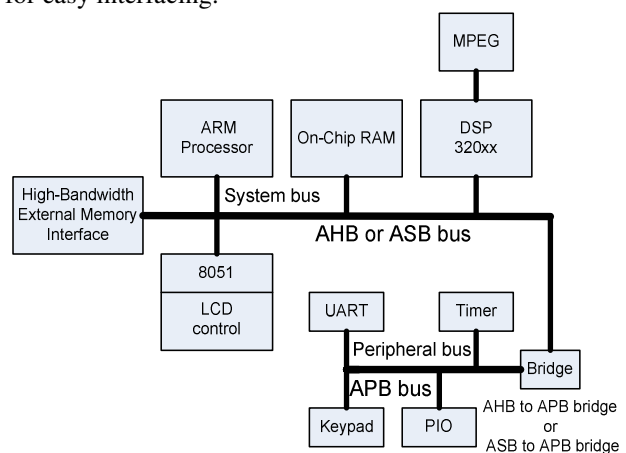 for easy interfacing.
MPEG
ARM
Processor
On-Chip RAM
DSP
320xx
High-Bandwidth
External Memory
Interface
System bus
AHB or ASB bus
8051
LCD
control
UART
Timer
Peripheral bus
Bridge
APB bus
Keypad
PIO
AHB to APB bridge
or
ASB to APB bridge